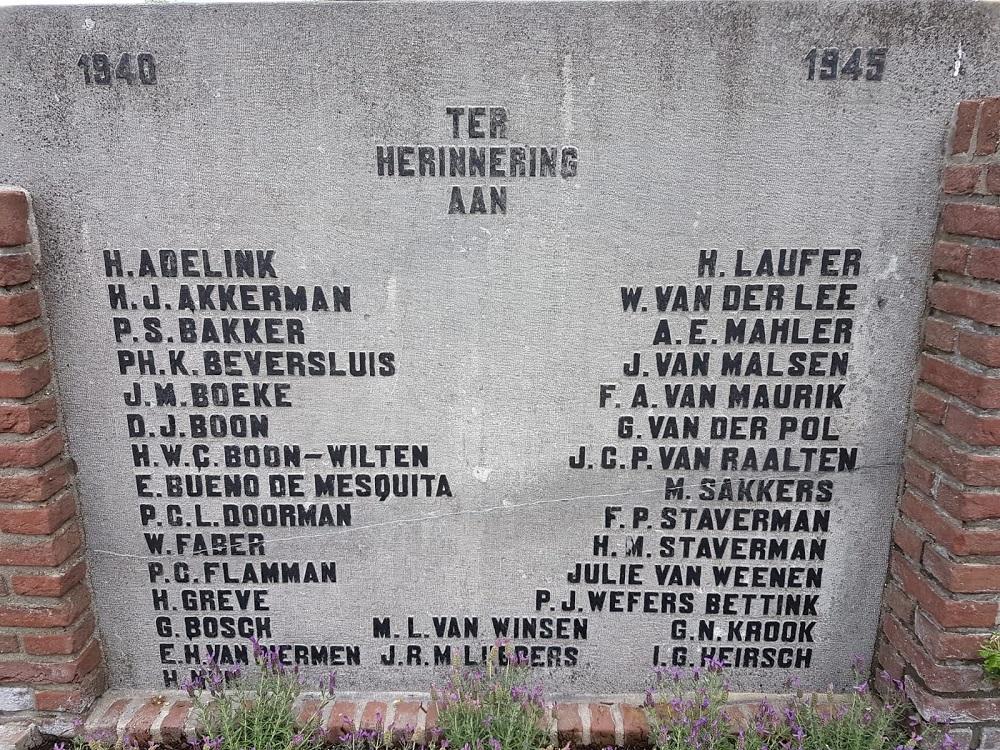 1940 1945
TER
HERINNERING
AAN
H. ADELINK
H. J. AKKERMAN
P. S. BAKKER
PH. K. BEVERSLUIS
J. M. BOEKE
D. J. BOON
H. W. C. BOON-WILTEN
E. BUENO DE MESQUITA
P. C. L. DOORMAN
W. FABER
P. C. FLAMMAN
H. GREVE
G. BOSCH
E. H. VAN
H. LAUFER
W. VAN DER LEE
A. E. MAHLER
J. VAN MALSEN
F. A. VAN MAURIK
G. VAN DER POL
J. C. P. VAN RAALTEN
M. SAKKERS
F. P. STAVERMAN
H. M. STAVERMAN
JULIE VAN WEENEN
P. J. WEFERS BETTINK
M. L. VAN WINSEN
J. R. M.
G. N. KROOK
I. G. HEIRSCH